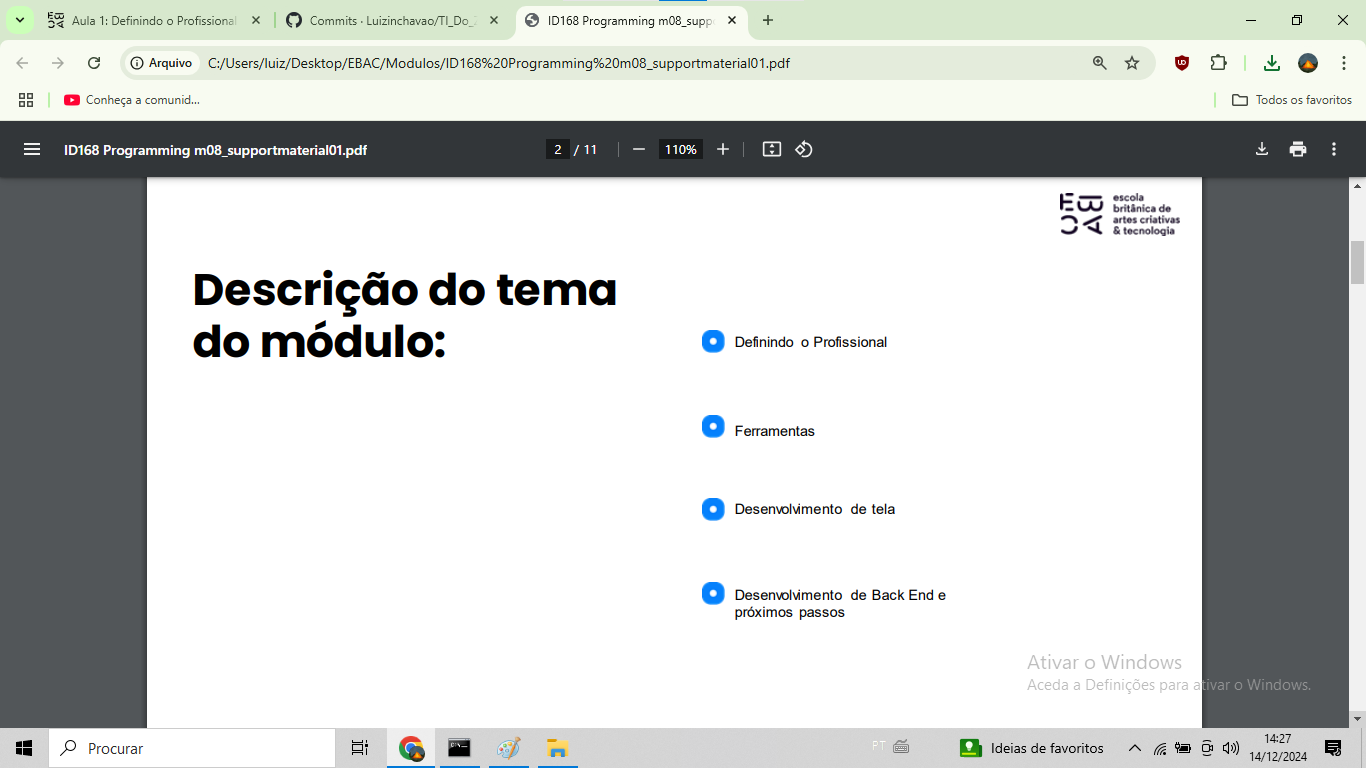 Aula 1: Definindo o Profissional
Commits · Luizinchavao/TI_Do_
ID168 Programming m08_supp
Arquivo
C:/Users/luiz/Desktop/EBAC/Modulos/ID168%20Programming%20m08_supportmaterial01.pdf
Conheça a comunid...
Todos os favoritos
ID168 Programming m08_supportmaterial01.pdf
2 / 11
110%
EBAC
escola
britânica de
artes criativas
& tecnologia
Descrição do tema
do módulo:
Definindo o Profissional
Ferramentas
Desenvolvimento de tela
Desenvolvimento de Back End e
próximos passos
Ativar o Windows
Aceda a Definições para ativar o Windows.
Procurar
PT
Ideias de favoritos
14:27
14/12/2024